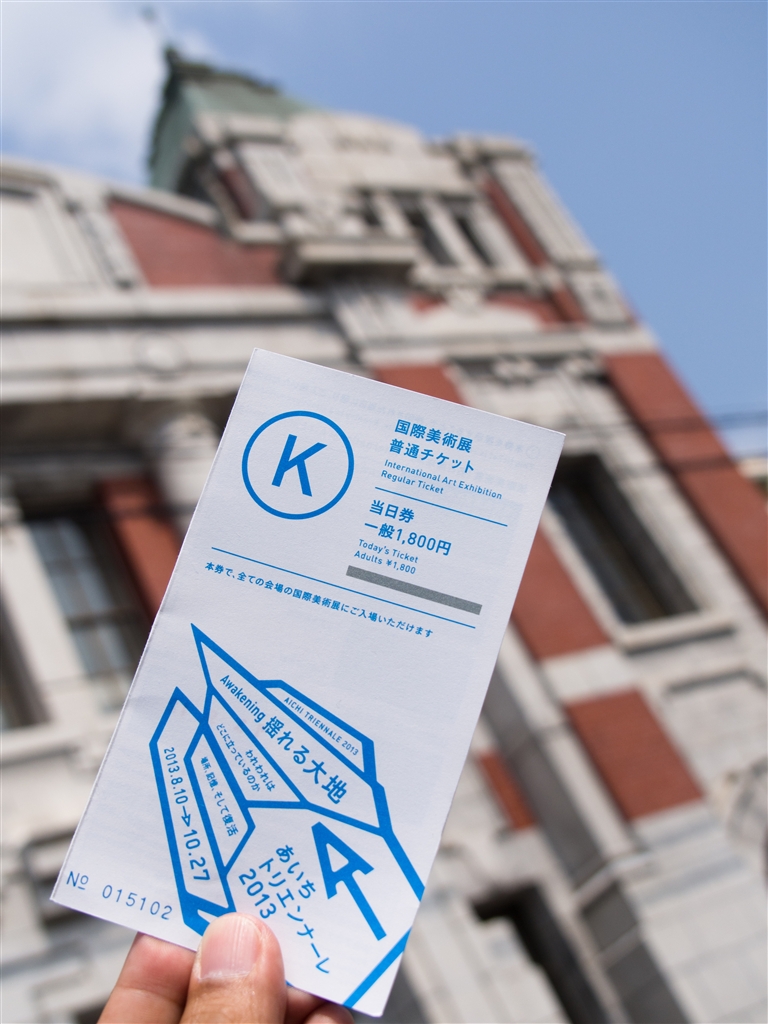 K
国際美術展
普通チケット
International Art Exhibition
Regular Ticket
当日券
一般1,800円
Today's Ticket
Adults ¥1,800
本券で、全ての会場の国際美術展にご入場いただけます
AICHI TRIENNALE 2013
Awakening 揺れる大地
われわれは
どこに立っているのか
場所、記憶、そして復活
2013.8.10→10.27
あいち
トリエンナーレ
2013
Nº 015102